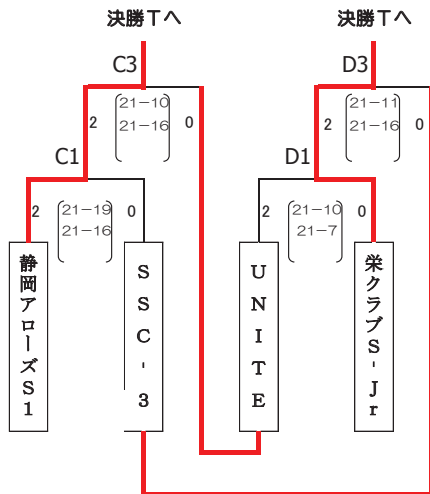 決勝Tへ 決勝Tへ
C3 D3
2 21-10 0 2 21-11 0
21-16 21-16
C1 D1
2 21-19 0 2 21-10 0
21-16 21-7
静岡アローズS1
SSC-3
UNITE
栄クラブS-Jr